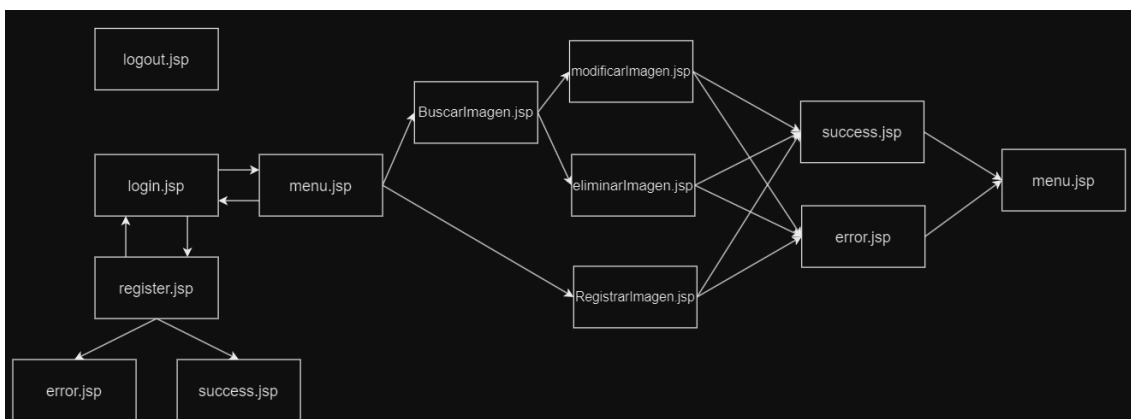 logout.jsp
modificarImagen.jsp
BuscarImagen.jsp
success.jsp
login.jsp
menu.jsp
eliminarImagen.jsp
menu.jsp
error.jsp
register.jsp
RegistrarImagen.jsp
error.jsp
success.jsp